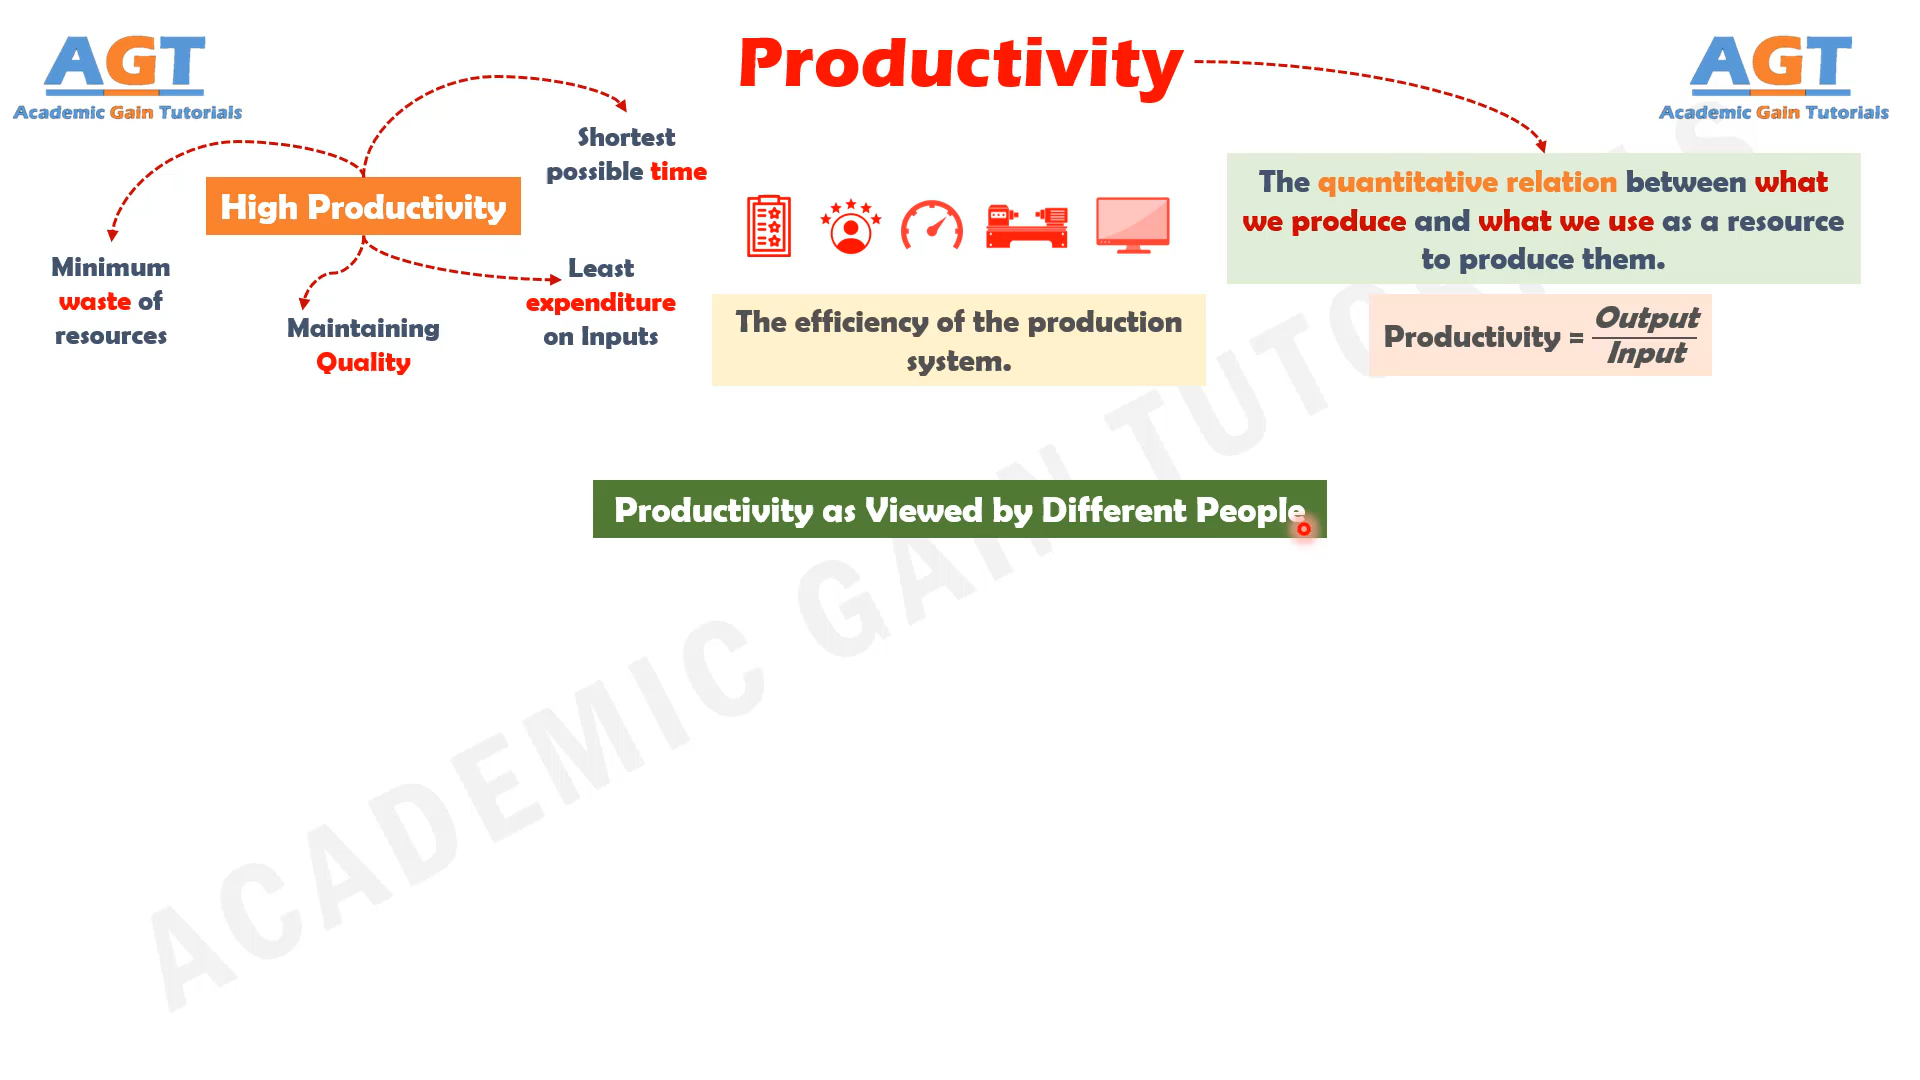 AGT
Academic Gain Tutorials
Productivity
AGT
Academic Gain Tutorials
Shortest
possible time
High Productivity
Minimum
waste of
resources
Maintaining
Quality
Least
expenditure
on Inputs
The efficiency of the production
system.
The quantitative relation between what
we produce and what we use as a resource
to produce them.
Productivity = Output
Input
Productivity as Viewed by Different People
ACADEMIC GAIN TUTORIALS